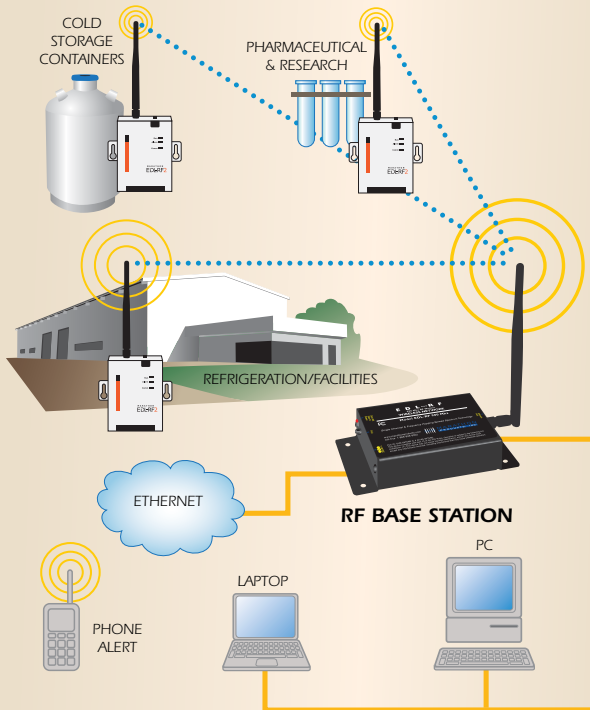 COLD
STORAGE
CONTAINERS
PHARMACEUTICAL
& RESEARCH
REFRIGERATION/FACILITIES
ETHERNET
RF BASE STATION
PHONE
ALERT
LAPTOP
PC